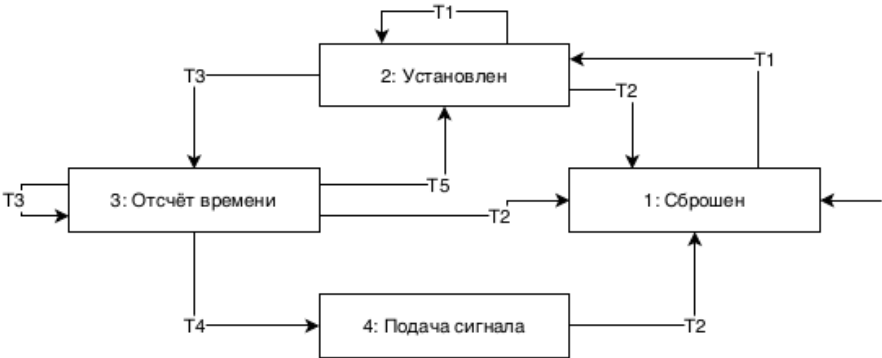 T1
2: Установлен
T1
T3
T2
3: Отсчёт времени
T3
T5
T2
1: Сброшен
T4
4: Подача сигнала
T2